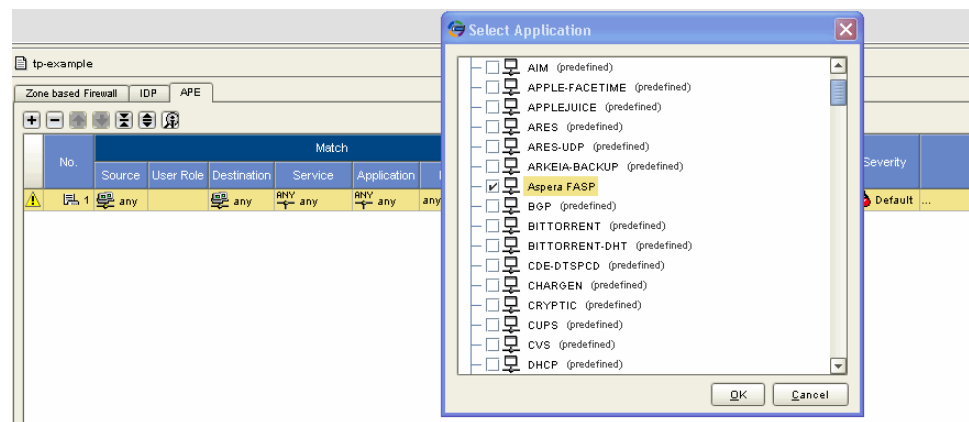 Select Application
tp-example
Zone based Firewall IDP APE
No. Match Severity
Source User Role Destination Service Application
1 any any ANY any ANY any any Default ...
AIM (predefined)
APPLE-FACETIME (predefined)
APPLEJUICE (predefined)
ARES (predefined)
ARES-UDP (predefined)
ARKEIA-BACKUP (predefined)
Aspera FASP
BGP (predefined)
BITTORRENT (predefined)
BITTORRENT-DHT (predefined)
CDE-DTSPCD (predefined)
CHARGEN (predefined)
CRYPTIC (predefined)
CUPS (predefined)
CVS (predefined)
DHCP (predefined)
OK Cancel